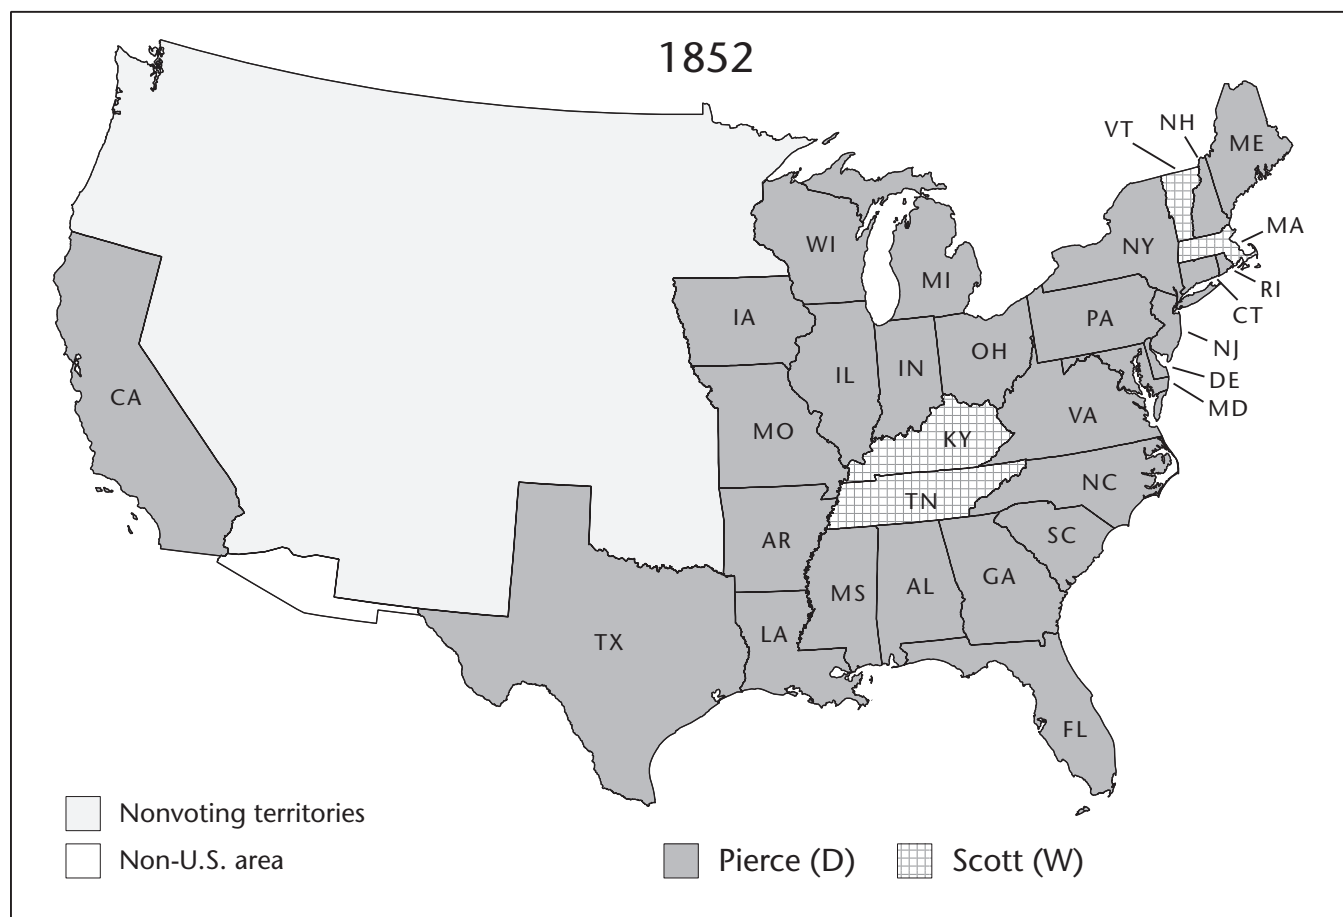 1852
VT
NH
ME
MA
WI
NY
MI
RI
CT
IA
PA
NJ
OH
IN
IL
DE
MD
CA
VA
MO
KY
NC
TN
SC
AR
GA
AL
MS
LA
TX
FL
Nonvoting territories
Non-U.S. area
Pierce (D)
Scott (W)